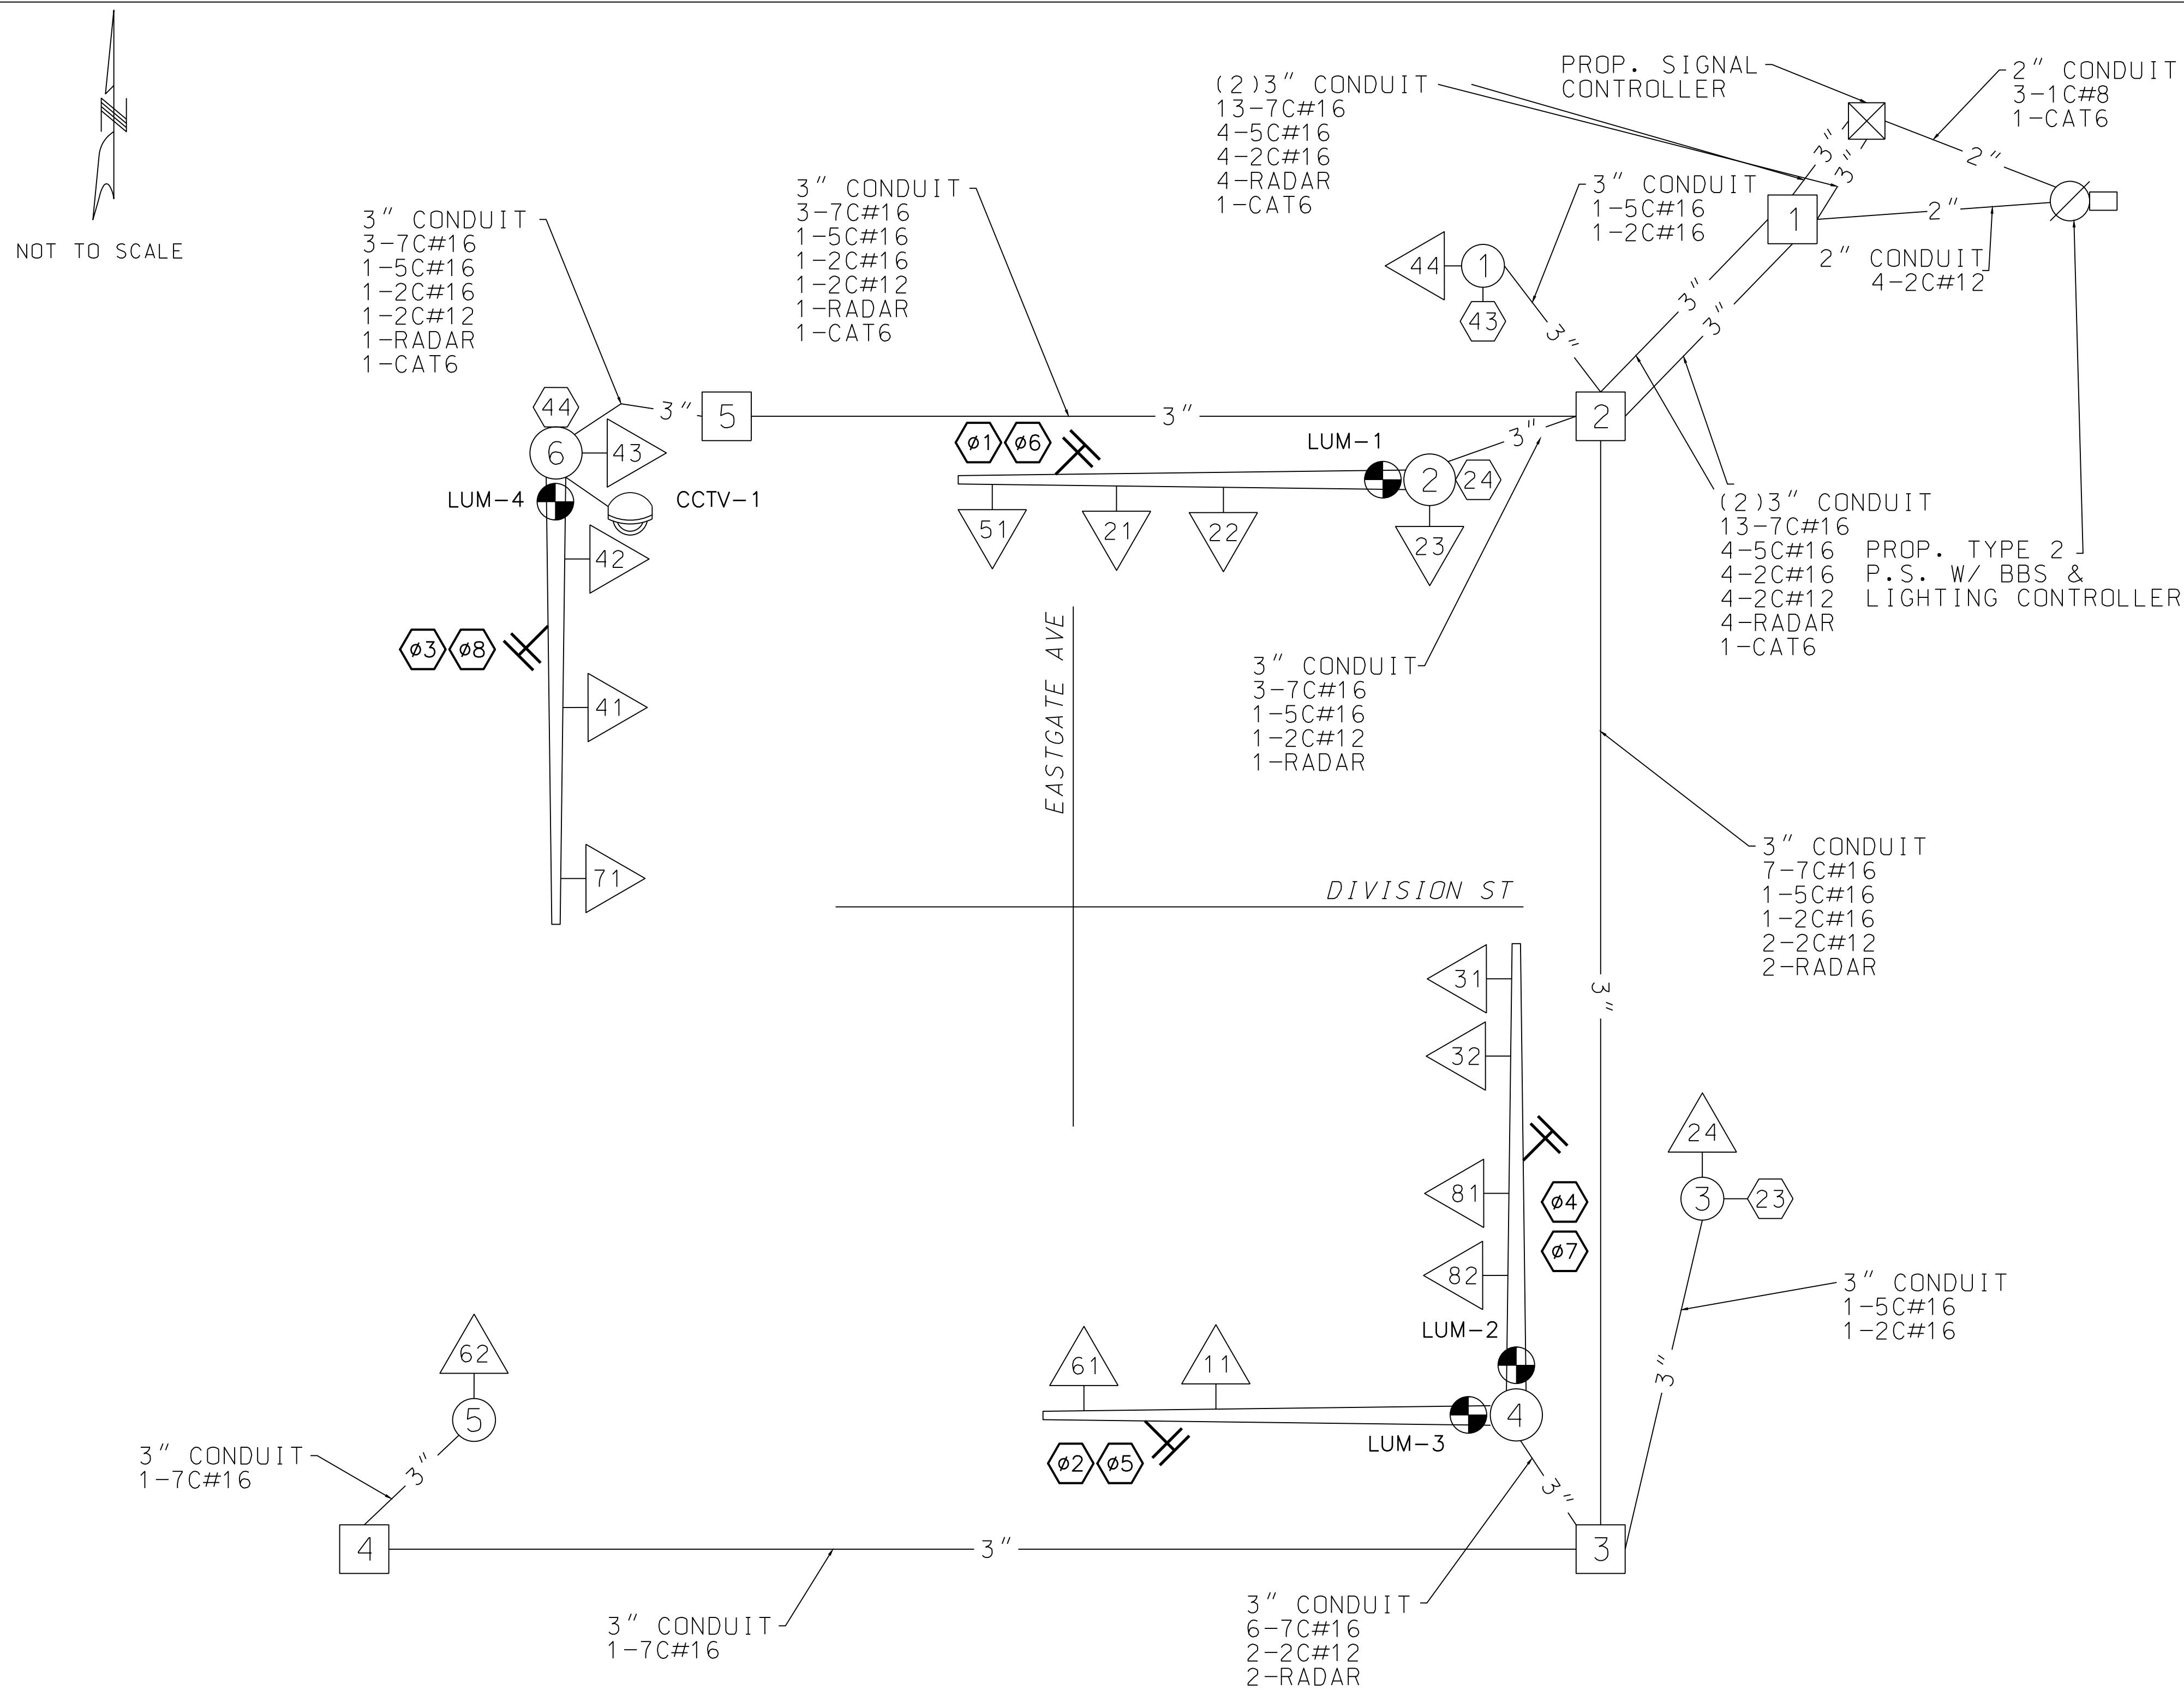 N
NOT TO SCALE
3" CONDUIT
3-7C#16
1-5C#16
1-2C#16
1-2C#12
1-RADAR
1-CAT6
3" CONDUIT
3-7C#16
1-5C#16
1-2C#16
1-2C#12
1-RADAR
1-CAT6
(2)3" CONDUIT
13-7C#16
4-5C#16
4-2C#16
4-RADAR
1-CAT6
PROP. SIGNAL
CONTROLLER
2" CONDUIT
3-1C#8
1-CAT6
3"
3"
2"
3" CONDUIT
1-5C#16
1-2C#16
1
2"
2" CONDUIT
4-2C#12
44
1
43
3"
3"
3"
44
6
43
3"
5
3"
2
ø1
ø6
LUM-1
2
24
3"
LUM-4
CCTV-1
51
21
22
23
42
ø3
ø8
41
71
(2)3" CONDUIT
13-7C#16
4-5C#16
4-2C#16
4-2C#12
4-RADAR
1-CAT6
PROP. TYPE 2
P.S. W/ BBS &
LIGHTING CONTROLLER
EASTGATE AVE
3" CONDUIT
3-7C#16
1-5C#16
1-2C#12
1-RADAR
DIVISION ST
3" CONDUIT
7-7C#16
1-5C#16
1-2C#16
2-2C#12
2-RADAR
3"
31
32
81
82
ø4
ø7
24
3
23
3" CONDUIT
1-5C#16
1-2C#16
3"
LUM-2
62
5
61
11
4
LUM-3
ø2
ø5
3" CONDUIT
1-7C#16
3"
4
3"
3"
3
3" CONDUIT
1-7C#16
3" CONDUIT
6-7C#16
2-2C#12
2-RADAR